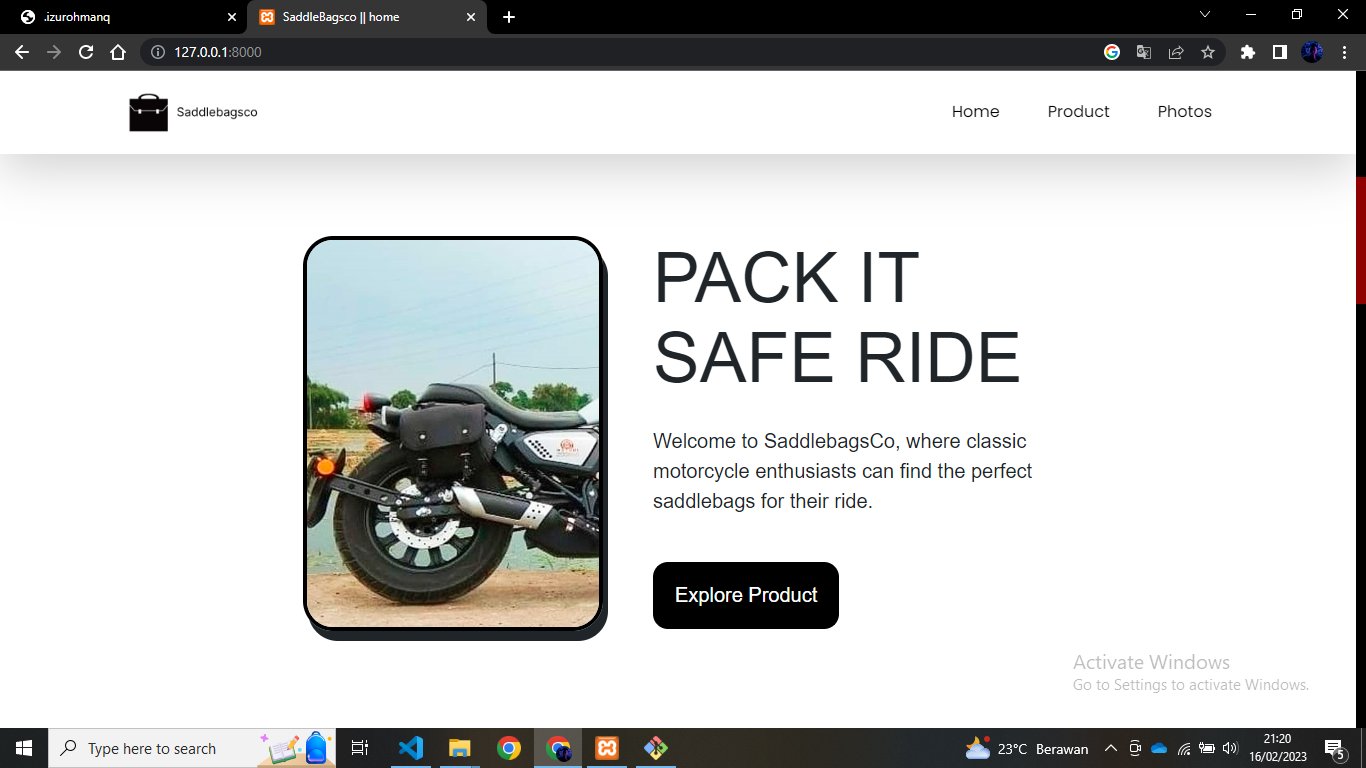 .izurohmanq
SaddleBagsco || home
127.0.0.1:8000
Saddlebagsco
Home
Product
Photos
PACK IT
SAFE RIDE
Welcome to SaddlebagsCo, where classic
motorcycle enthusiasts can find the perfect
saddlebags for their ride.
Explore Product
Activate Windows
Go to Settings to activate Windows.
Type here to search
23°C Berawan
21:20
16/02/2023
5